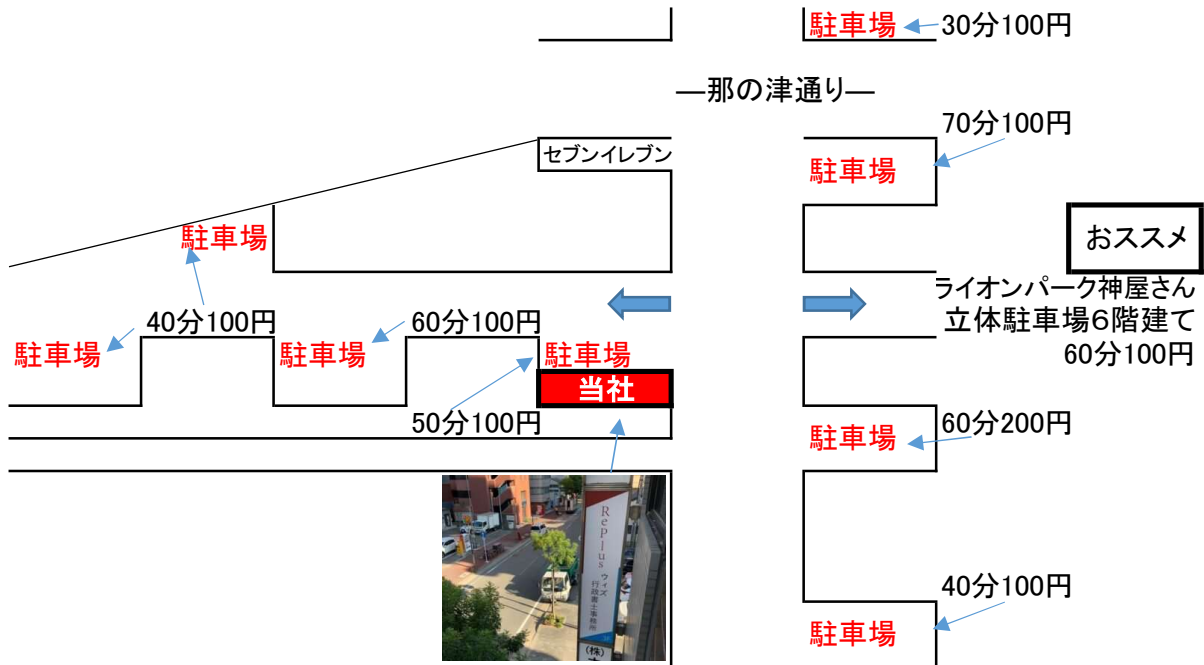 駐車場
30分100円
―那の津通り―
70分100円
セブンイレブン
駐車場
駐車場
おススメ
ライオンパーク神屋さん
立体駐車場6階建て
60分100円
40分100円
60分100円
駐車場
駐車場
駐車場
当社
50分100円
駐車場
60分200円
RePlus
ウィズ
行政書士事務所
(株)
40分100円
駐車場